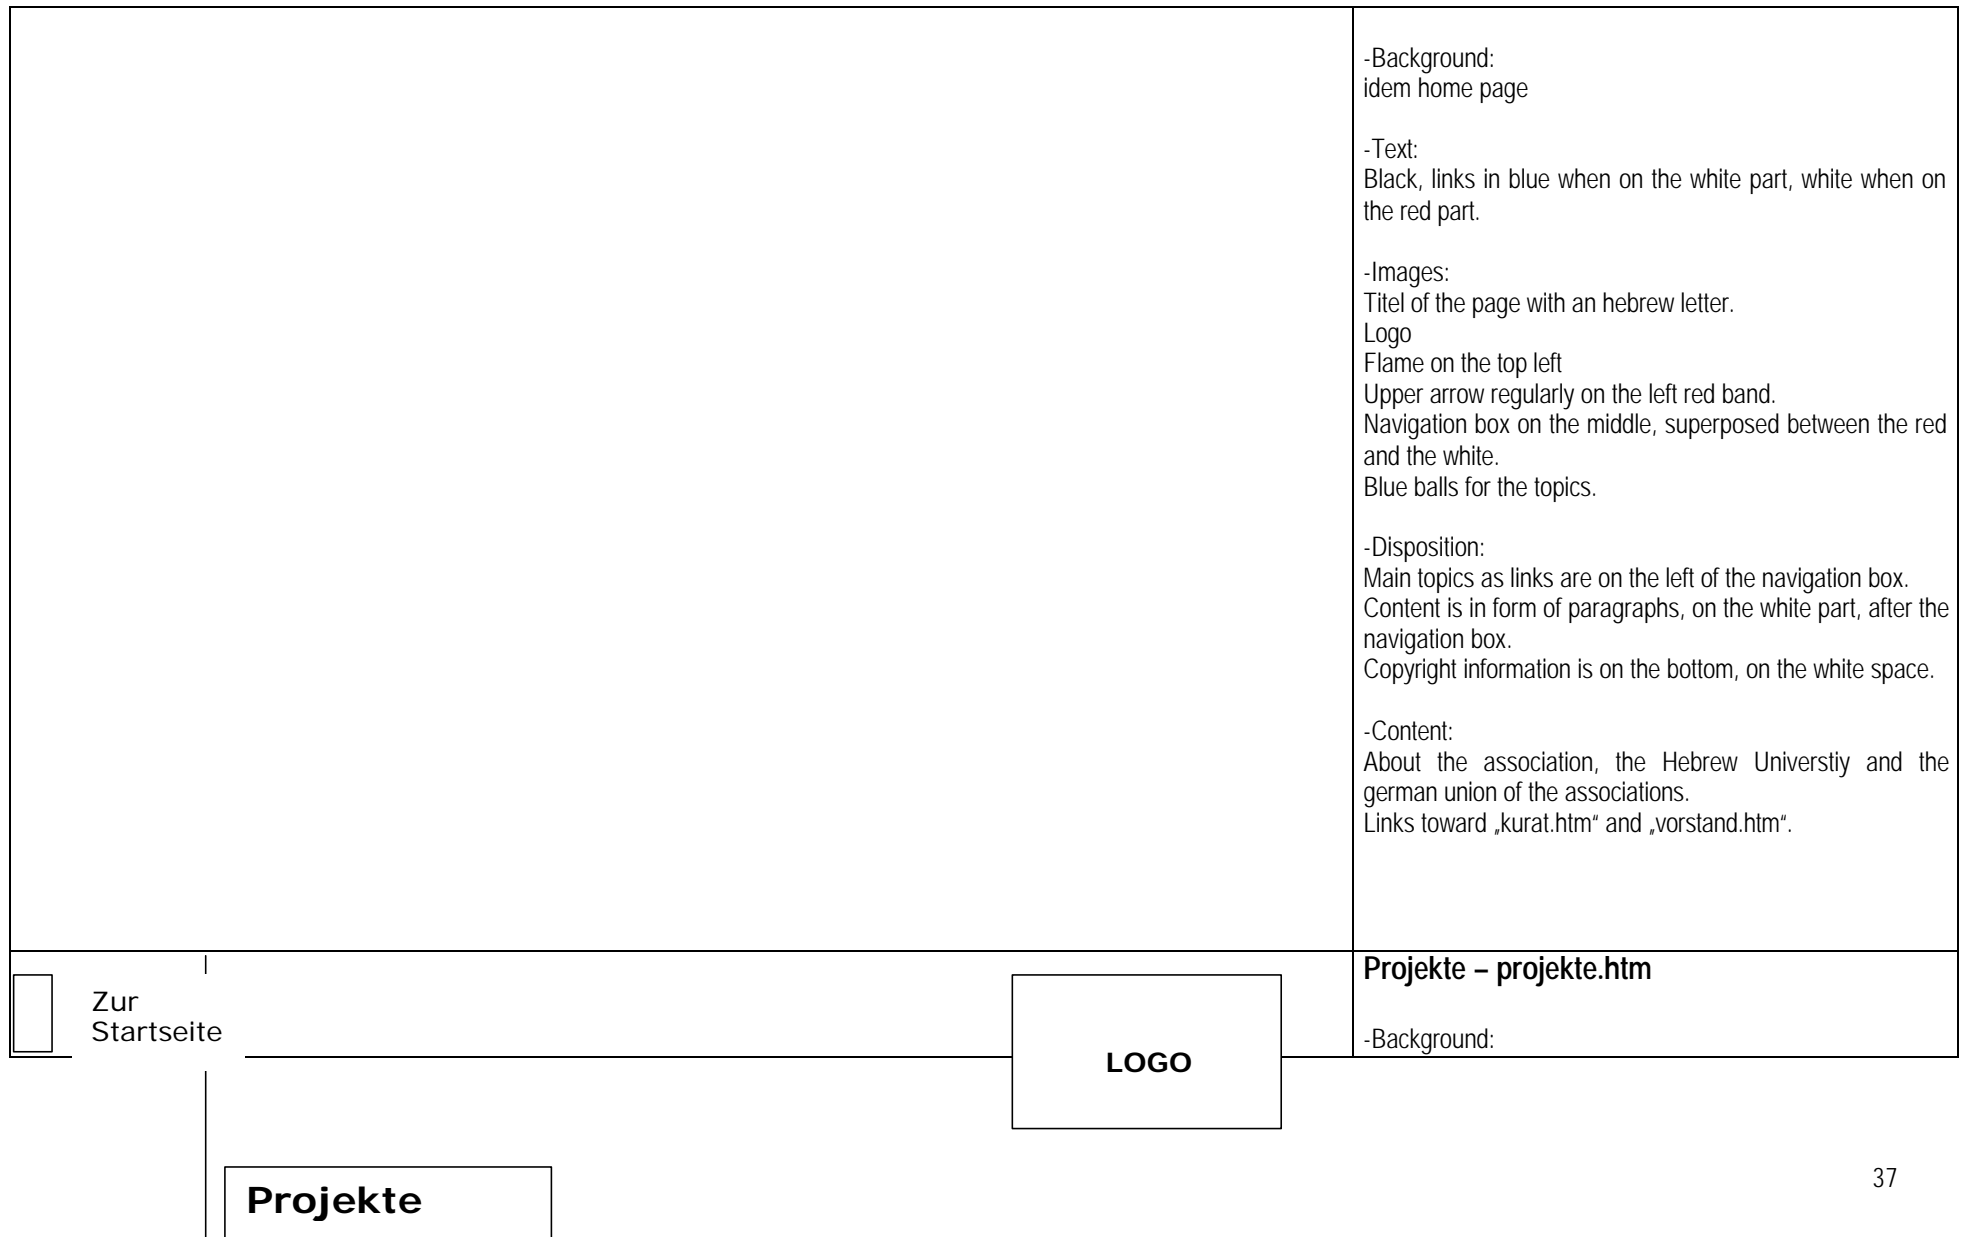 -Background:
idem home page
-Text:
Black, links in blue when on the white part, white when on
the red part.
-Images:
Titel of the page with an hebrew letter.
Logo
Flame on the top left
Upper arrow regularly on the left red band.
Navigation box on the middle, superposed between the red
and the white.
Blue balls for the topics.
-Disposition:
Main topics as links are on the left of the navigation box.
Content is in form of paragraphs, on the white part, after the
navigation box.
Copyright information is on the bottom, on the white space.
-Content:
About the association, the Hebrew Universtiy and the
german union of the associations.
Links toward „kurat.htm“ and „vorstand.htm“.
Zur
Startseite
LOGO
Projekte – projekte.htm
-Background:
Projekte
37